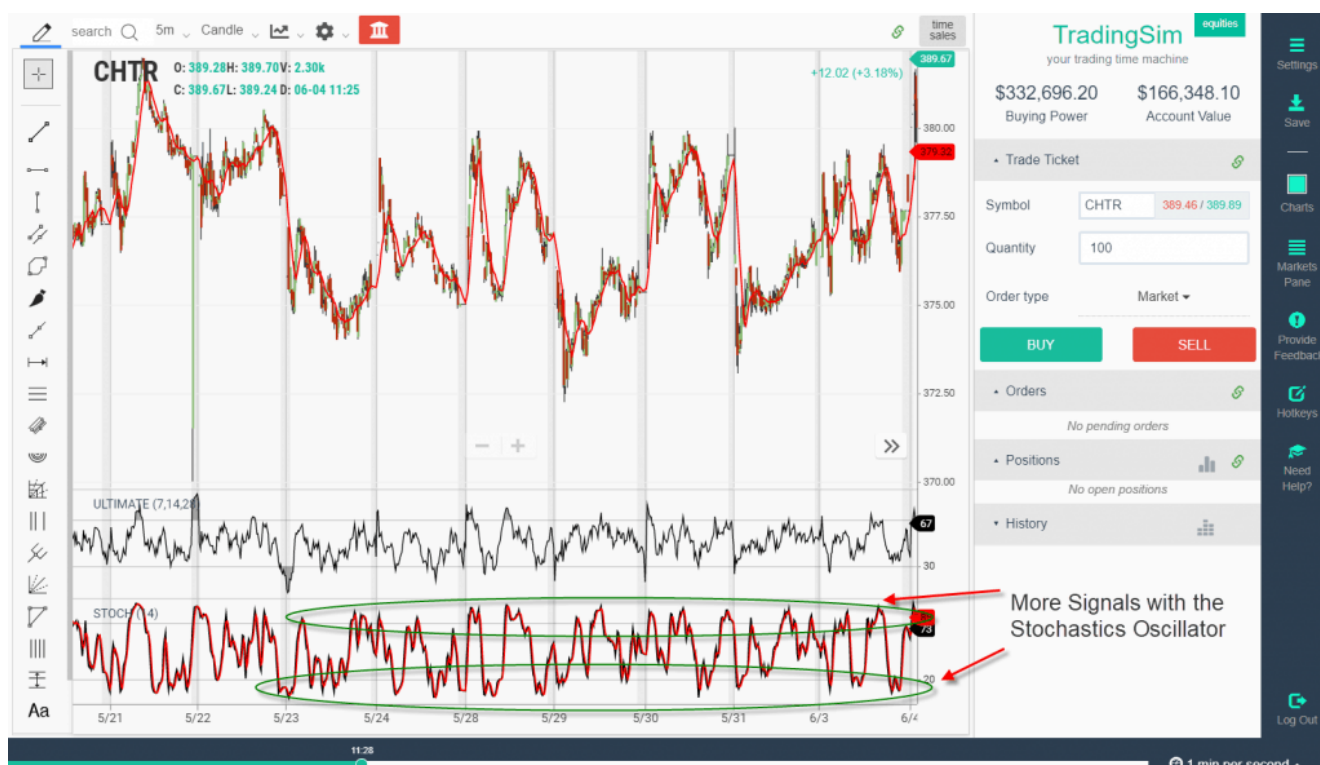 search 5m Candle
time
sales
CHTR
O: 389.28H: 389.70V: 2.30k
C: 389.67L: 389.24 D: 06-04 11:25
+12.02 (+3.18%)
389.67
380.00
379.32
377.50
375.00
372.50
370.00
ULTIMATE (7,14,28)
67
30
STOCH (14)
73
20
5/21 5/22 5/23 5/24 5/28 5/29 5/30 5/31 6/3 6/4
11:28
TradingSim
equities
your trading time machine
$332,696.20 $166,348.10
Buying Power Account Value
Trade Ticket
Symbol CHTR 389.46 / 389.89
Quantity 100
Order type Market
BUY SELL
Orders
No pending orders
Positions
No open positions
History
More Signals with the
Stochastics Oscillator
Settings
Save
Charts
Markets
Pane
Provide
Feedbac
Hotkeys
Need
Help?
Log Out
1 min per second
Aa